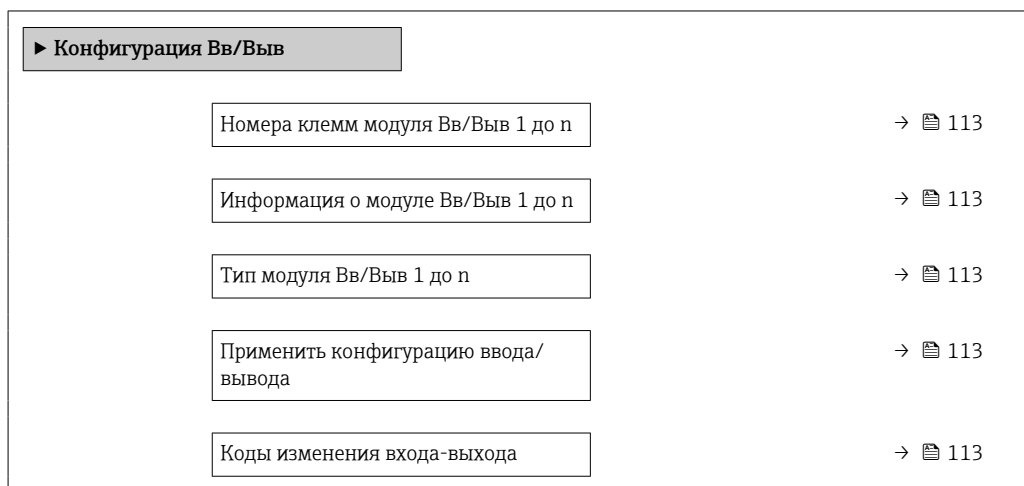 ► Конфигурация Вв/Выв
Номера клемм модуля Вв/Выв 1 до n → 113
Информация о модуле Вв/Выв 1 до n → 113
Тип модуля Вв/Выв 1 до n → 113
Применить конфигурацию ввода/ → 113
вывода
Коды изменения входа-выхода → 113